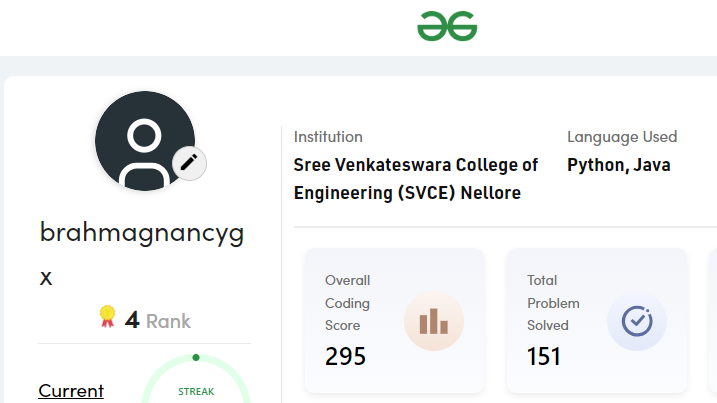 Institution
Language Used
Sree Venkateswara College of
Engineering (SVCE) Nellore
Python, Java
brahmagnancyg
x
4 Rank
Overall
Coding
Score
295
Total
Problem
Solved
151
Current
STREAK